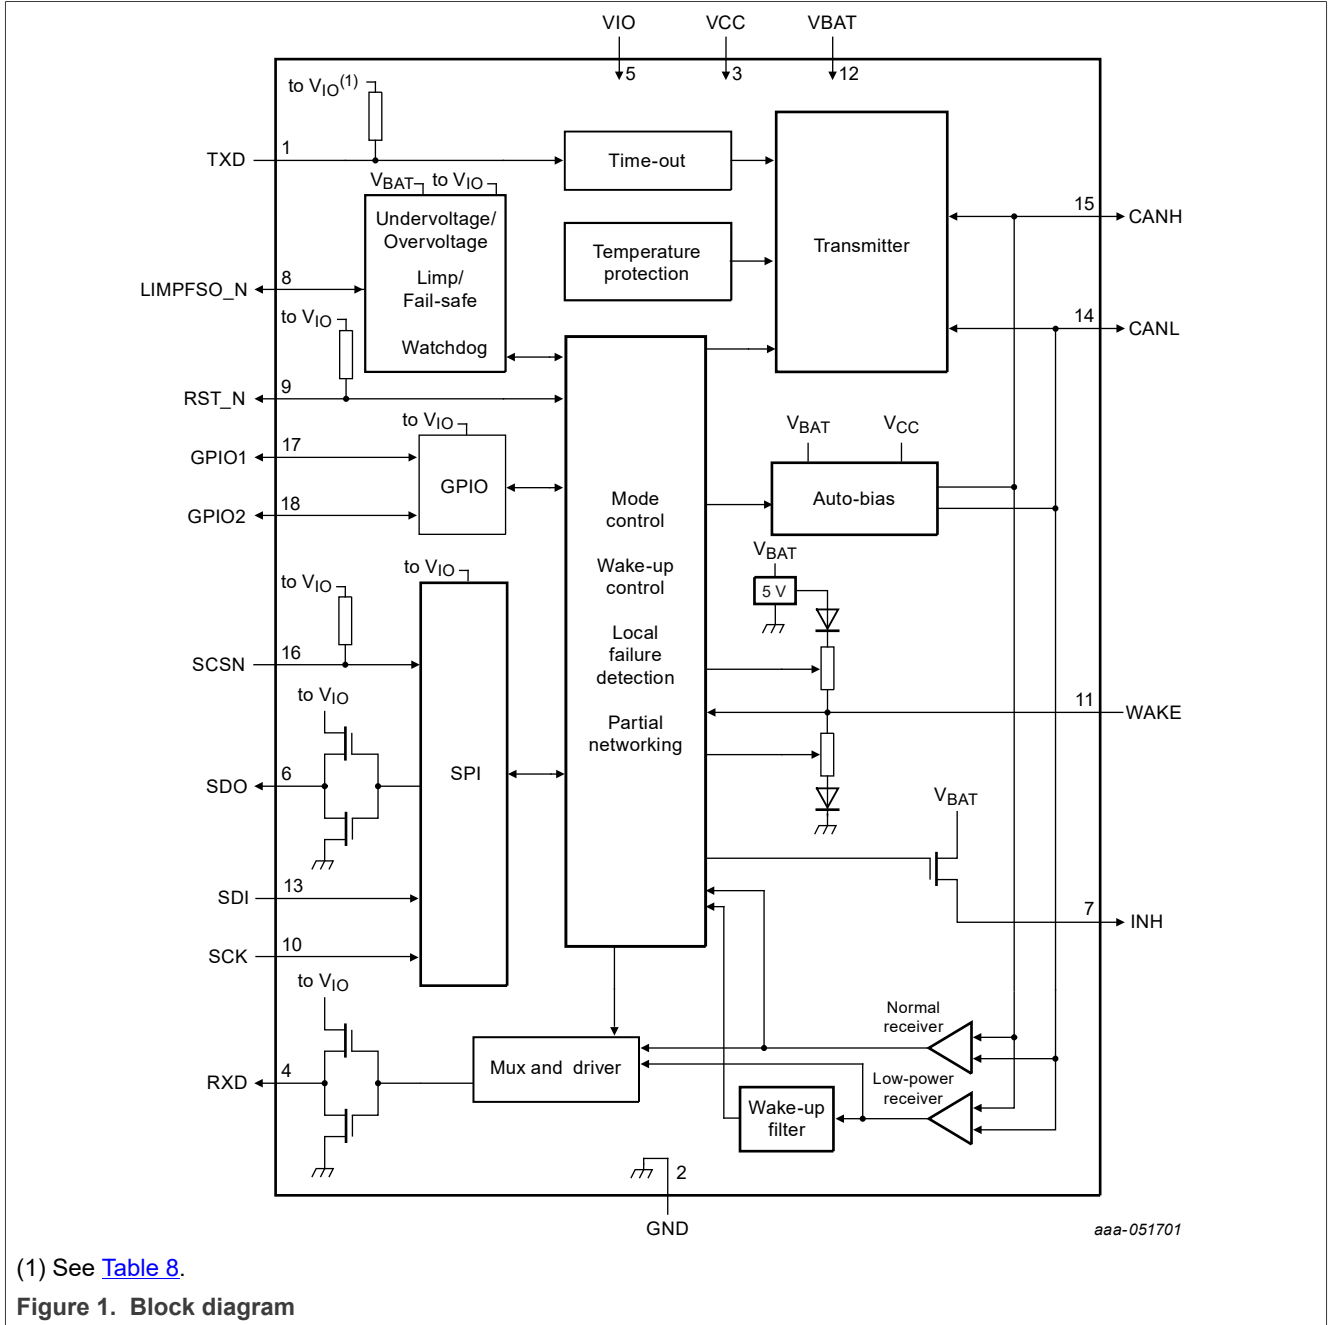 VIO VCC VBAT
5 3 12
to VIO(1)
TXD 1
Time-out
VBAT to VIO
Undervoltage/
Overvoltage
Limp/
Fail-safe
Watchdog
Temperature
protection
Transmitter
15 CANH
14 CANL
LIMPFSO_N 8
to VIO
RST_N 9
to VIO
GPIO1 17
GPIO
GPIO2 18
Mode
control
Wake-up
control
Local
failure
detection
Partial
networking
VBAT VCC
Auto-bias
VBAT
5 V
to VIO
to VIO
SCSN 16
to VIO
SDO 6
SPI
SDI 13
SCK 10
11 WAKE
VBAT
7 INH
to VIO
RXD 4
Mux and driver
Normal
receiver
Low-power
receiver
Wake-up
filter
2
GND
aaa-051701
(1) See Table 8.
Figure 1. Block diagram